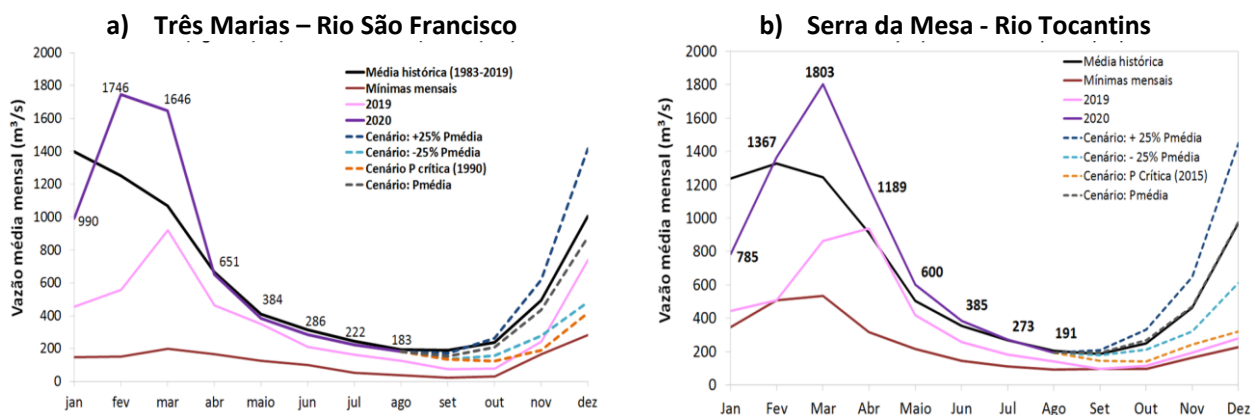 a) Três Marias – Rio São Francisco
Vazão média mensal (m³/s)
2000
1800
1600
1400
1200
1000
800
600
400
200
0
jan fev mar abr maio jun jul ago set out nov dez
990
1746
1646
651
384
286
222
183
Média histórica (1983-2019)
Mínimas mensais
2019
2020
Cenário: +25% Pmédia
Cenário: -25% Pmédia
Cenário P crítica (1990)
Cenário: Pmédia
b) Serra da Mesa - Rio Tocantins
Vazão média mensal (m³/s)
2000
1800
1600
1400
1200
1000
800
600
400
200
0
Jan Fev Mar Abr Maio Jun Jul Ago Set Out Nov Dez
785
1367
1803
1189
600
385
273
191
Média histórica
Mínimas mensais
2019
2020
Cenário: + 25% Pmédia
Cenário: - 25% Pmédia
Cenário: P Crítica (2015)
Cenário: Pmédia